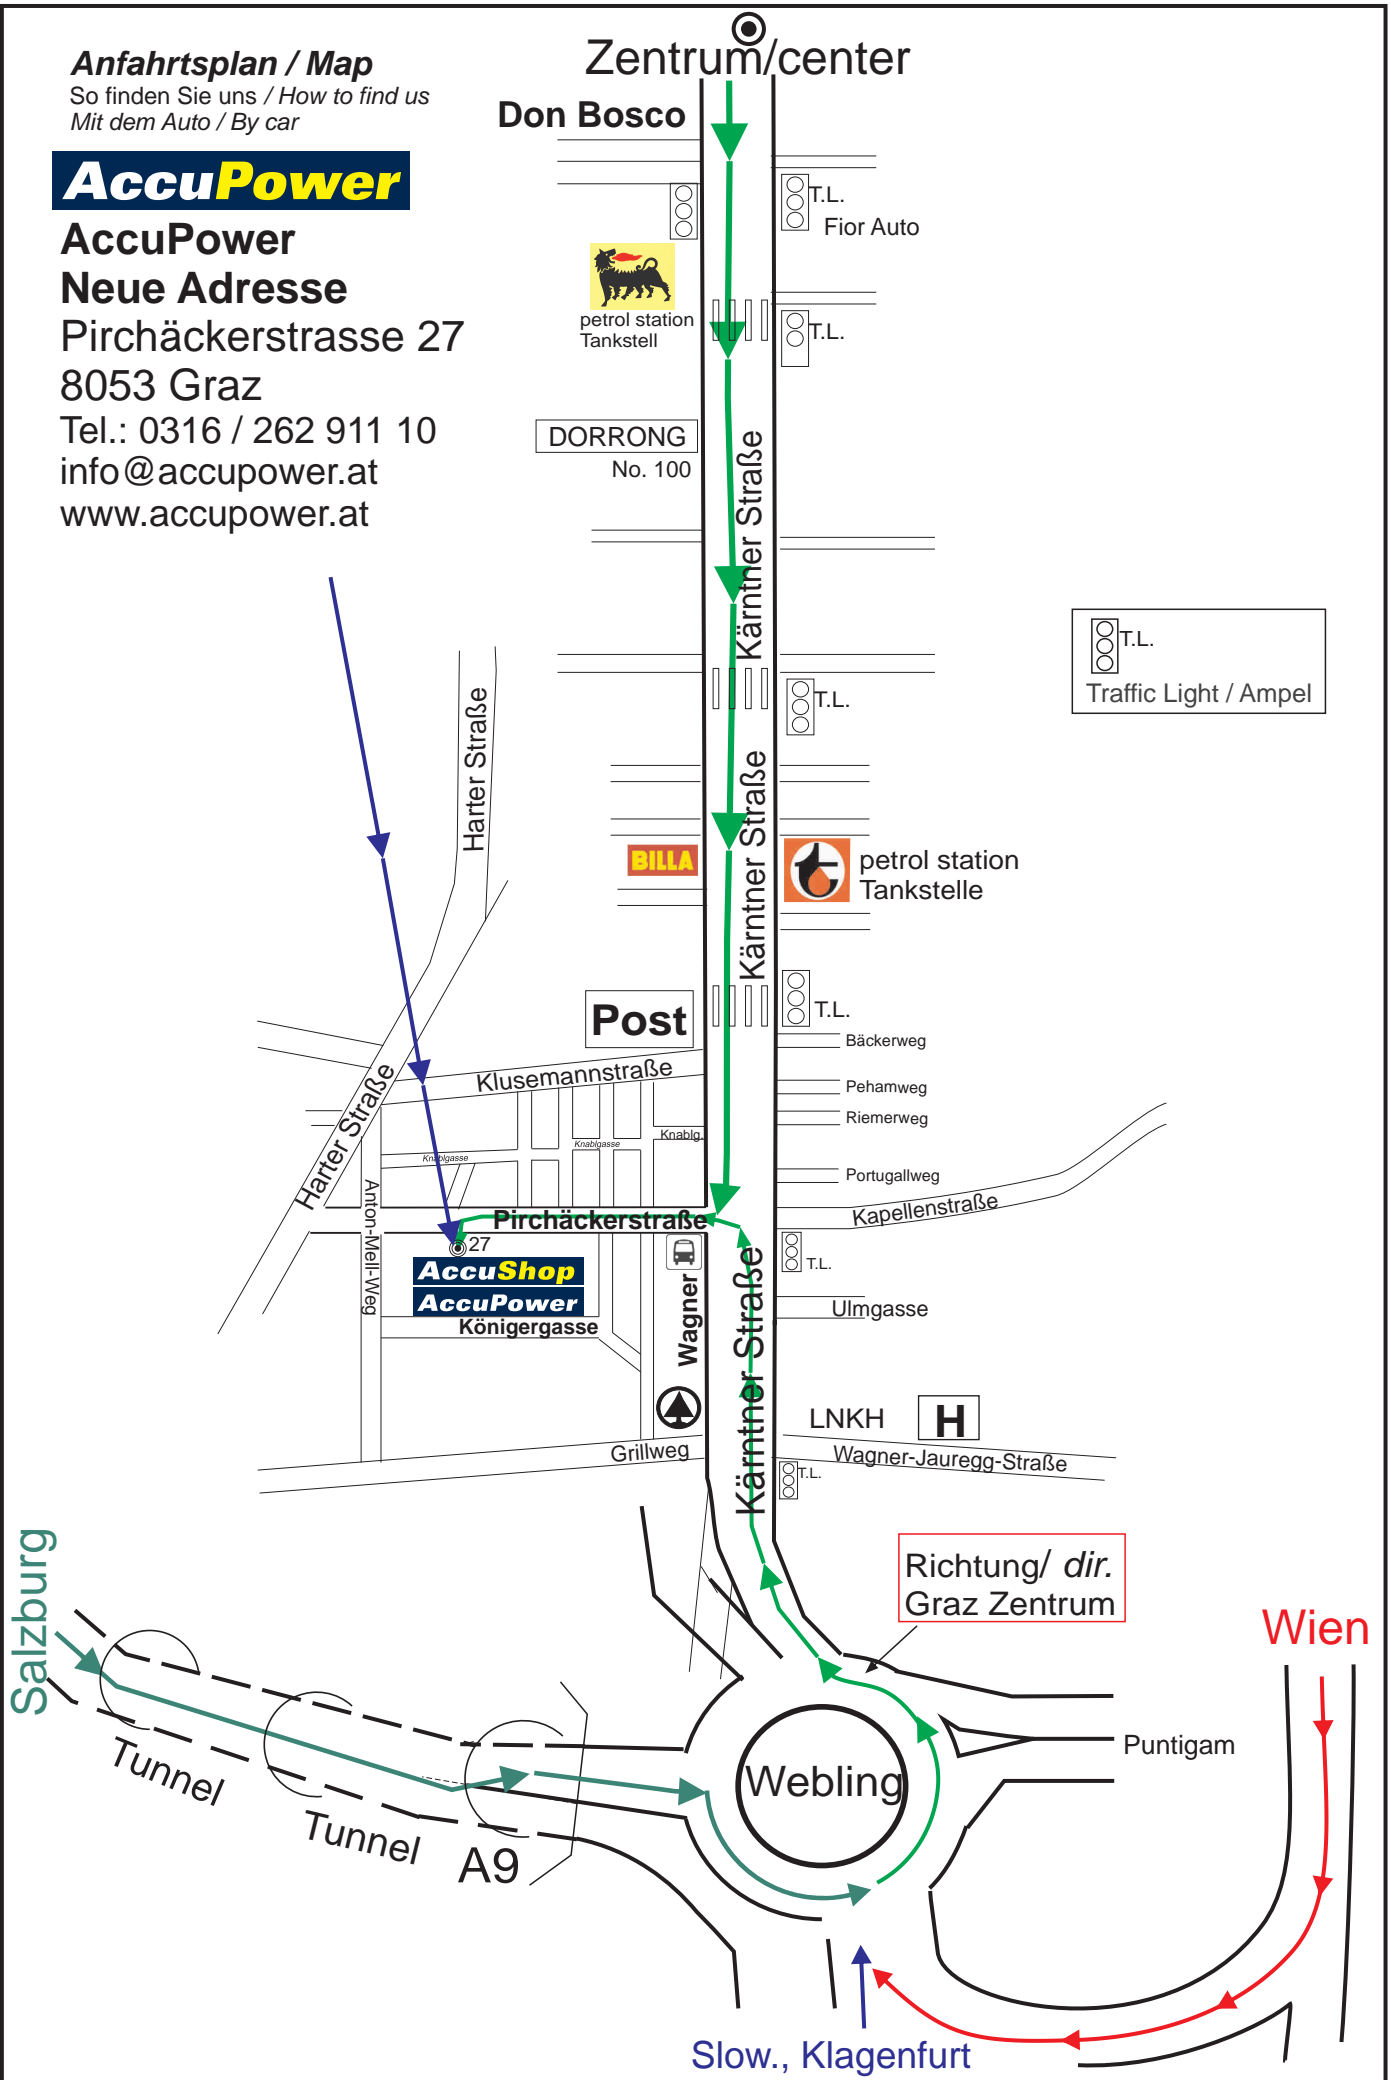 Anfahrtsplan / Map
So finden Sie uns / How to find us
Mit dem Auto / By car
AccuPower
AccuPower
Neue Adresse
Pirchäckerstrasse 27
8053 Graz
Tel.: 0316 / 262 911 10
info@accupower.at
www.accupower.at
Zentrum/center
Don Bosco
T.L.
Fior Auto
petrol station
Tankstell
T.L.
DORRONG
No. 100
Kärntner Straße
T.L.
Traffic Light / Ampel
Harter Straße
T.L.
Kärntner Straße
BILLA
petrol station
Tankstelle
Post
T.L.
Bäckerweg
Klusemannstraße
Pehamweg
Riemerweg
Harter Straße
Knablg.
Knablgasse
Knablgasse
Portugallweg
Anton-Mell-Weg
Kapellenstraße
Pirchäckerstraße
27
AccuShop
AccuPower
Königergasse
Wagner
Kärntner Straße
T.L.
Ulmgasse
LNKH
H
Grillweg
Wagner-Jauregg-Straße
T.L.
Richtung/ dir.
Graz Zentrum
Salzburg
Wien
Tunnel
Tunnel
A9
Webling
Puntigam
Slow., Klagenfurt